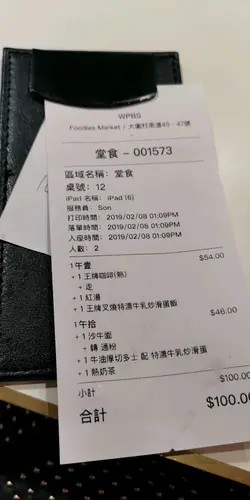 WPB9
Foodies Market / 大圍村南道45-47號
堂食 - 001573
區域名稱: 堂食
桌號: 12
iPad 名稱: iPad (6)
服務員: Son
打印時間: 2019/02/08 01:09PM
落單時間: 2019/02/08 01:09PM
入座時間: 2019/02/08 01:09PM
人數: 2
1 午壹 $54.00
+ 1 王牌咖啡(熱)
+ 走
+ 1 紅湯
+ 1 王牌叉燒特濃牛乳炒滑蛋飯
1 午拾 $46.00
+ 1 沙牛面
+ 轉 通粉
+ 1 牛油厚切多士 配 特濃牛乳炒滑蛋
+ 1 熱奶茶
小計 $100.00
合計 $100.00